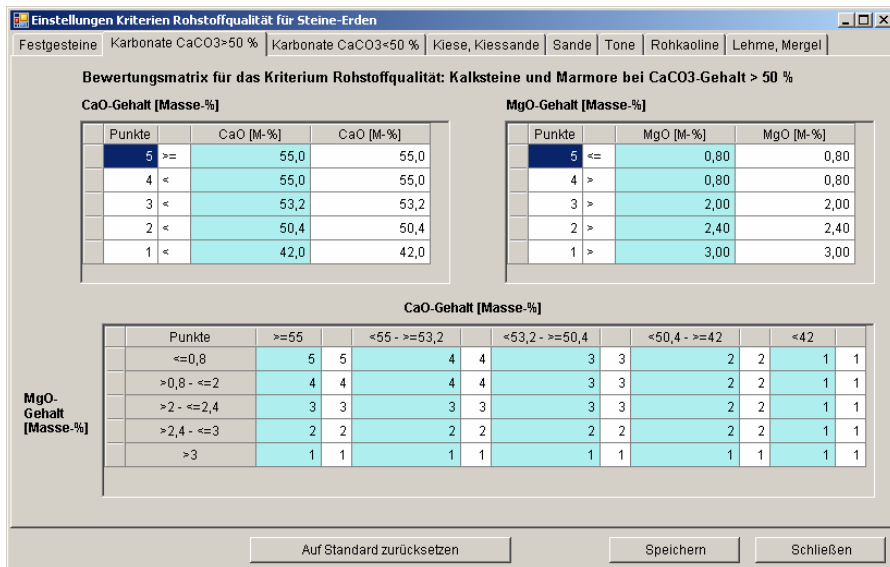 Einstellungen Kriterien Rohstoffqualität für Steine-Erden
Festgesteine Karbonate CaCO3>50 % Karbonate CaCO3<50 % Kiese, Kiessande Sande Tone Rohkaoline Lehme, Mergel
Bewertungsmatrix für das Kriterium Rohstoffqualität: Kalksteine und Marmore bei CaCO3-Gehalt > 50 %
CaO-Gehalt [Masse-%]
Punkte CaO [M-%] CaO [M-%]
5 >= 55,0 55,0
4 < 55,0 55,0
3 < 53,2 53,2
2 < 50,4 50,4
1 < 42,0 42,0
MgO-Gehalt [Masse-%]
Punkte MgO [M-%] MgO [M-%]
5 <= 0,80 0,80
4 > 0,80 0,80
3 > 2,00 2,00
2 > 2,40 2,40
1 > 3,00 3,00
CaO-Gehalt [Masse-%]
MgO-
Gehalt
[Masse-%]
Punkte >=55 <55 - >=53,2 <53,2 - >=50,4 <50,4 - >=42 <42
<=0,8 5 5 4 4 3 3 2 2 1 1
>0,8 - <=2 4 4 4 4 3 3 2 2 1 1
>2 - <=2,4 3 3 3 3 3 3 2 2 1 1
>2,4 - <=3 2 2 2 2 2 2 2 2 1 1
>3 1 1 1 1 1 1 1 1 1 1
Auf Standard zurücksetzen Speichern Schließen